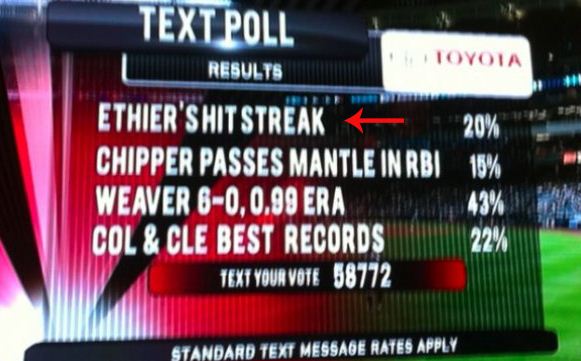 TEXT POLL
TOYOTA
RESULTS
ETHIER'S HIT STREAK 20%
CHIPPER PASSES MANTLE IN RBI 15%
WEAVER 6-0, 0.99 ERA 43%
COL & CLE BEST RECORDS 22%
TEXT YOUR VOTE 58772
STANDARD TEXT MESSAGE RATES APPLY